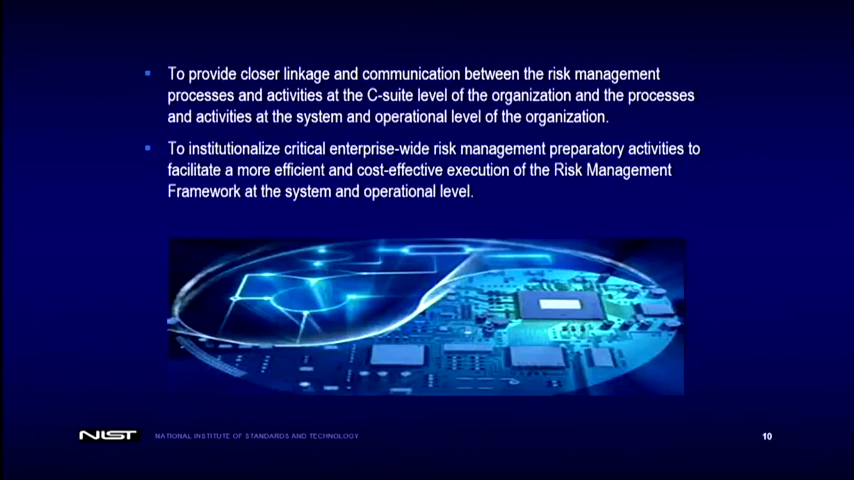 To provide closer linkage and communication between the risk management
processes and activities at the C-suite level of the organization and the processes
and activities at the system and operational level of the organization.
To institutionalize critical enterprise-wide risk management preparatory activities to
facilitate a more efficient and cost-effective execution of the Risk Management
Framework at the system and operational level.
NIST NATIONAL INSTITUTE OF STANDARDS AND TECHNOLOGY 10